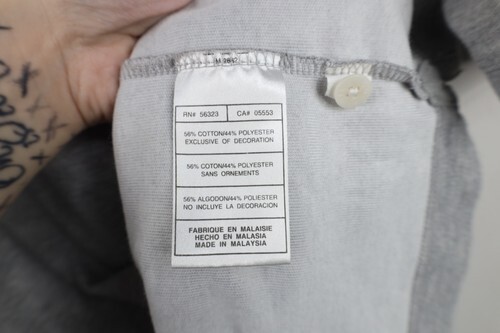 RN# 56323 CA# 05553
56% COTTON/44% POLYESTER
EXCLUSIVE OF DECORATION
56% COTON/44% POLYESTER
SANS ORNEMENTS
56% ALGODON/44% POLIESTER
NO INCLUYE LA DECORACION
FABRIQUE EN MALAISIE
HECHO EN MALASIA
MADE IN MALAYSIA